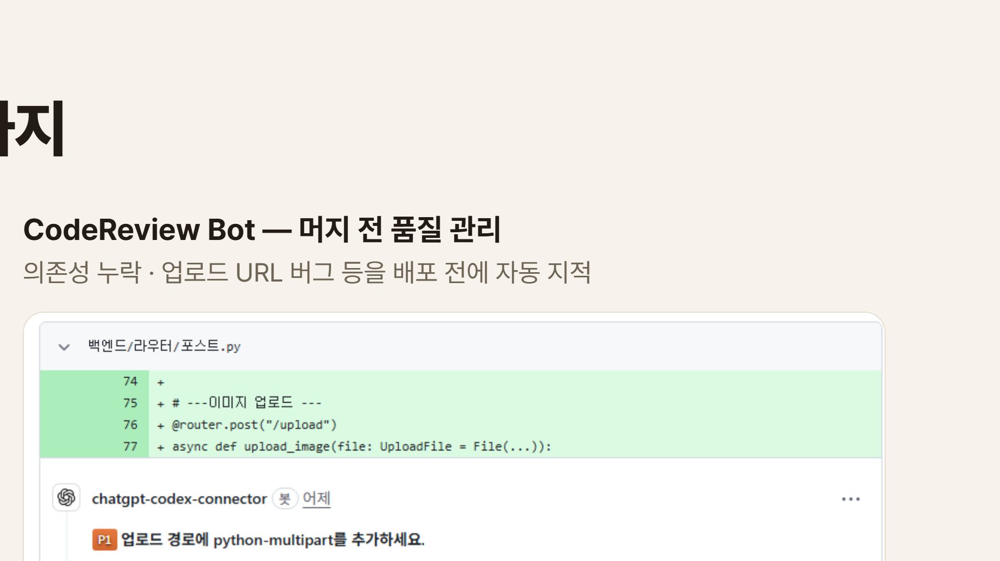 지
CodeReview Bot — 머지 전 품질 관리
의존성 누락 · 업로드 URL 버그 등을 배포 전에 자동 지적
백엔드/라우터/포스트.py
74 +
75 + # ---이미지 업로드 ---
76 + @router.post("/upload")
77 + async def upload_image(file: UploadFile = File(...)):
chatgpt-codex-connector 봇 어제
P1 업로드 경로에 python-multipart를 추가하세요.